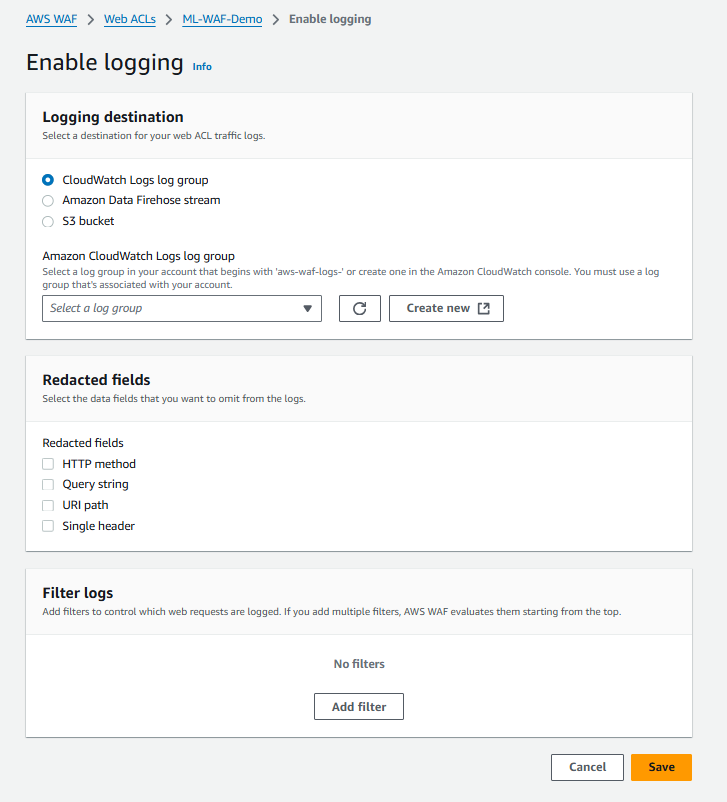 AWS WAF > Web ACLs > ML-WAF-Demo > Enable logging
Enable logging Info
Logging destination
Select a destination for your web ACL traffic logs.
CloudWatch Logs log group
Amazon Data Firehose stream
S3 bucket
Amazon CloudWatch Logs log group
Select a log group in your account that begins with 'aws-waf-logs-' or create one in the Amazon CloudWatch console. You must use a log
group that's associated with your account.
Select a log group
Create new
Redacted fields
Select the data fields that you want to omit from the logs.
Redacted fields
HTTP method
Query string
URI path
Single header
Filter logs
Add filters to control which web requests are logged. If you add multiple filters, AWS WAF evaluates them starting from the top.
No filters
Add filter
Cancel Save